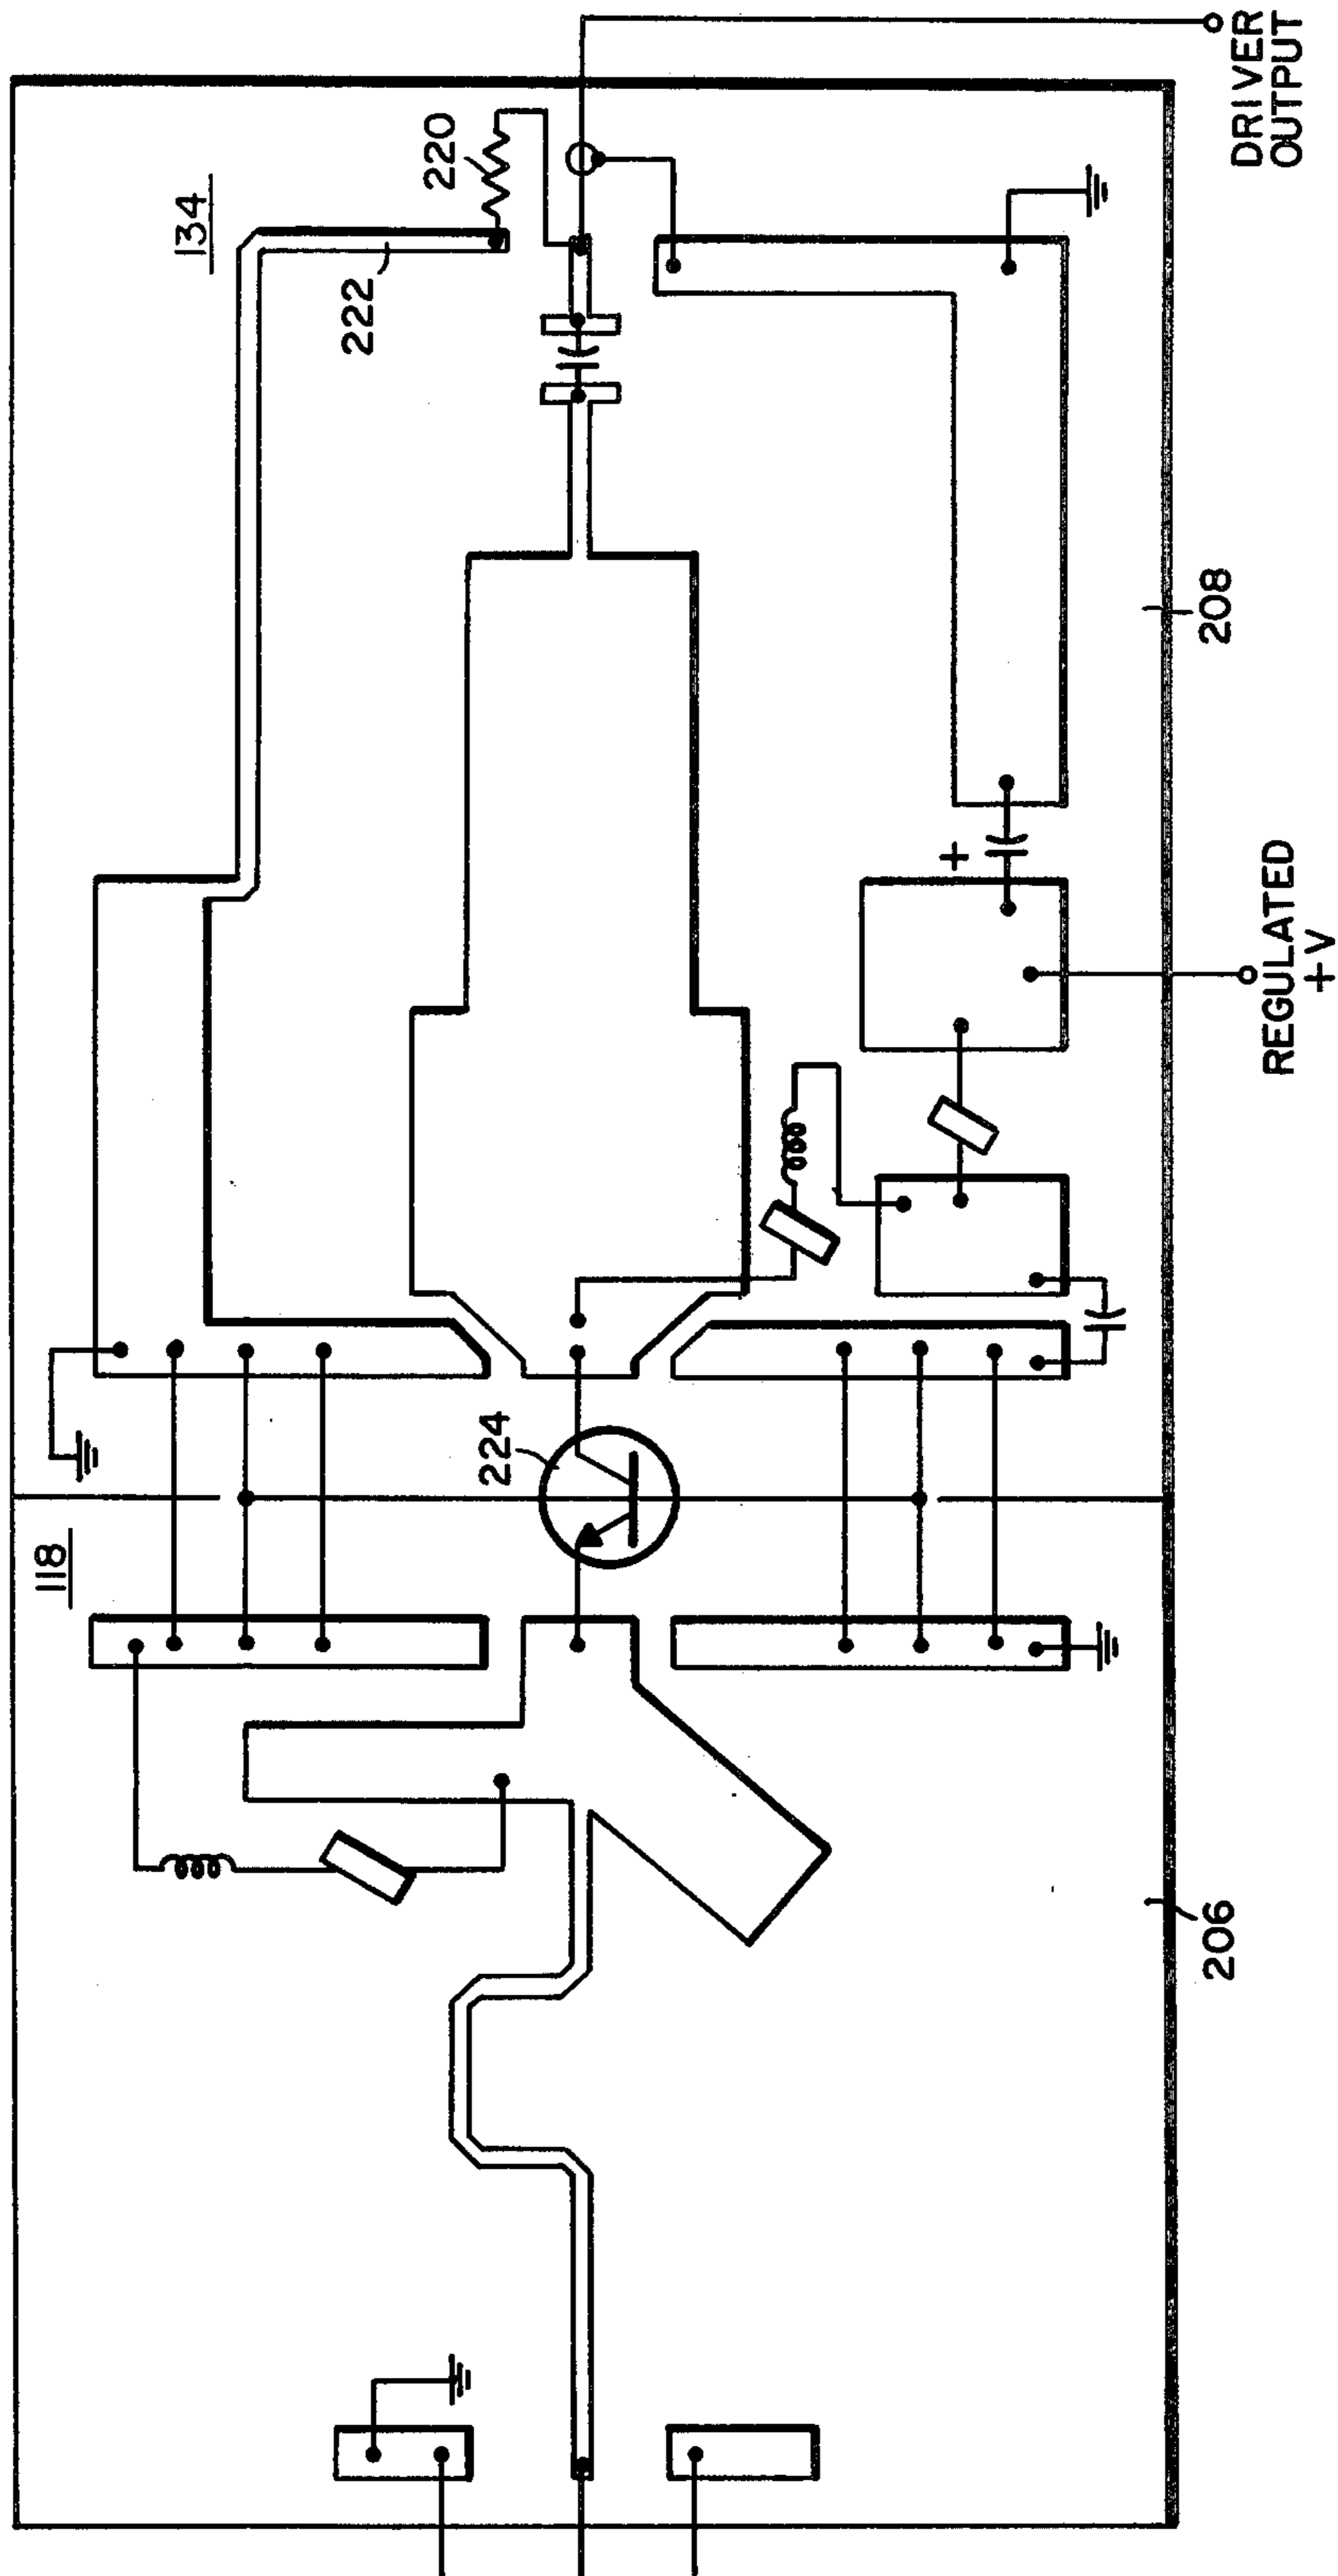 118
134
220
222
224
DRIVER
OUTPUT
+
REGULATED
+V
208
206